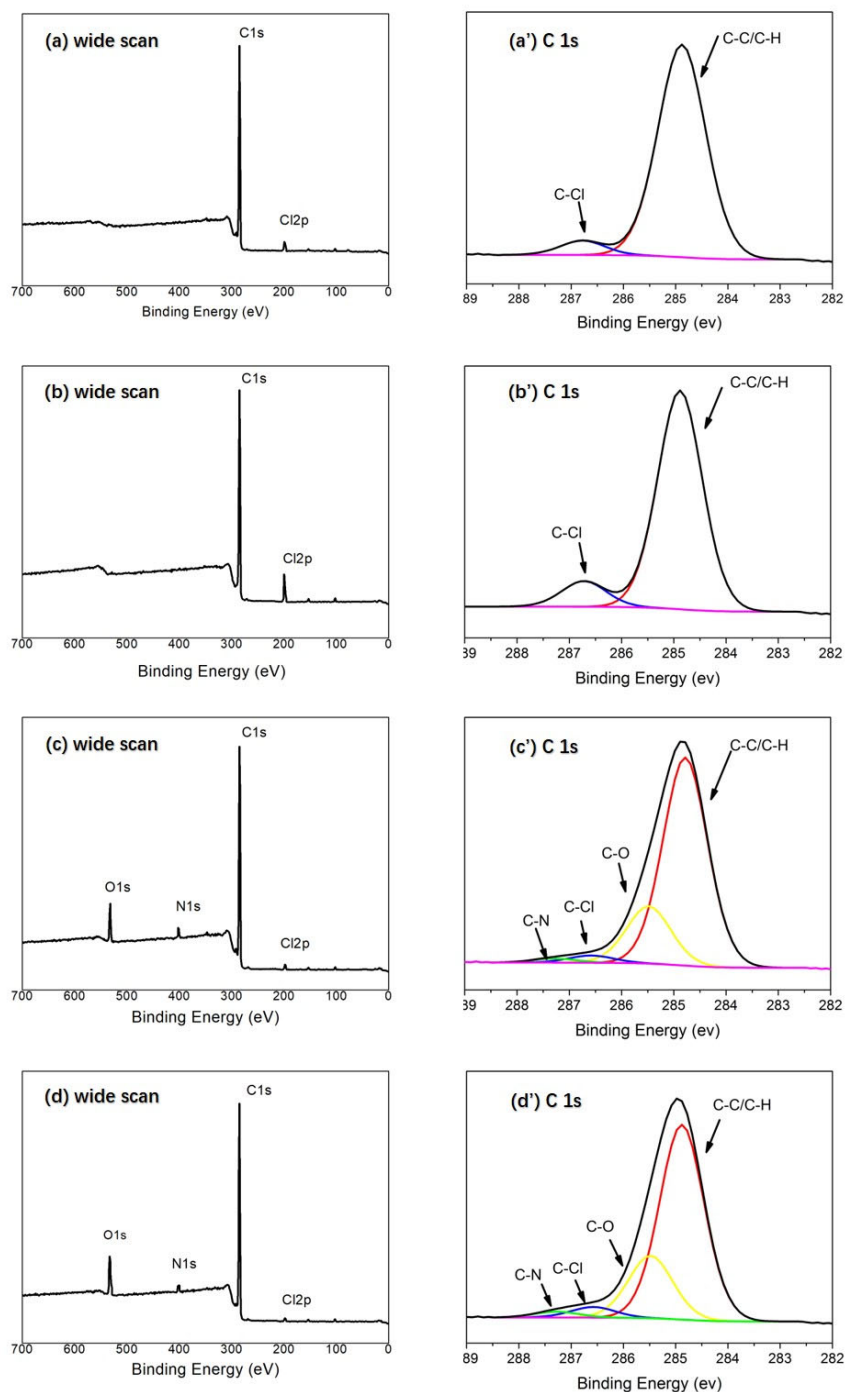 (a) wide scan
C1s
Cl2p
700 600 500 400 300 200 100 0
Binding Energy (eV)
(a') C 1s
C-C/C-H
C-Cl
89 288 287 286 285 284 283 282
Binding Energy (ev)
(b) wide scan
C1s
Cl2p
700 600 500 400 300 200 100 0
Binding Energy (eV)
(b') C 1s
C-C/C-H
C-Cl
289 288 287 286 285 284 283 282
Binding Energy (ev)
(c) wide scan
C1s
O1s
N1s
Cl2p
700 600 500 400 300 200 100 0
Binding Energy (eV)
(c') C 1s
C-C/C-H
C-O
C-Cl
C-N
89 288 287 286 285 284 283 282
Binding Energy (ev)
(d) wide scan
C1s
O1s
N1s
Cl2p
700 600 500 400 300 200 100 0
Binding Energy (eV)
(d') C 1s
C-C/C-H
C-O
C-Cl
C-N
289 288 287 286 285 284 283 282
Binding Energy (ev)